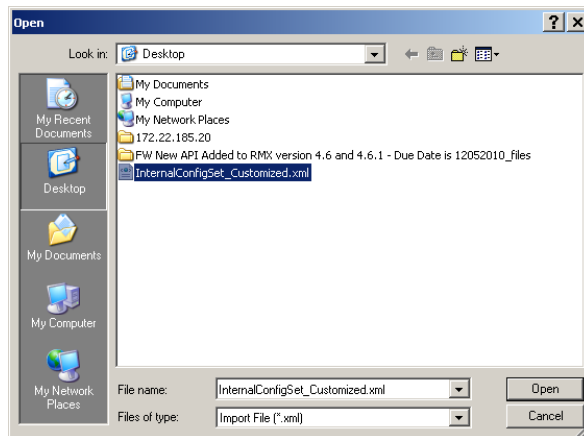 Open
Look in: Desktop
My Documents
My Computer
My Network Places
172.22.185.20
FW New API Added to RMX version 4.6 and 4.6.1 - Due Date is 12052010_files
InternalConfigSet_Customized.xml
My Recent
Documents
Desktop
My Documents
My Computer
My Network
Places
File name: InternalConfigSet_Customized.xml Open
Files of type: Import File (*.xml) Cancel